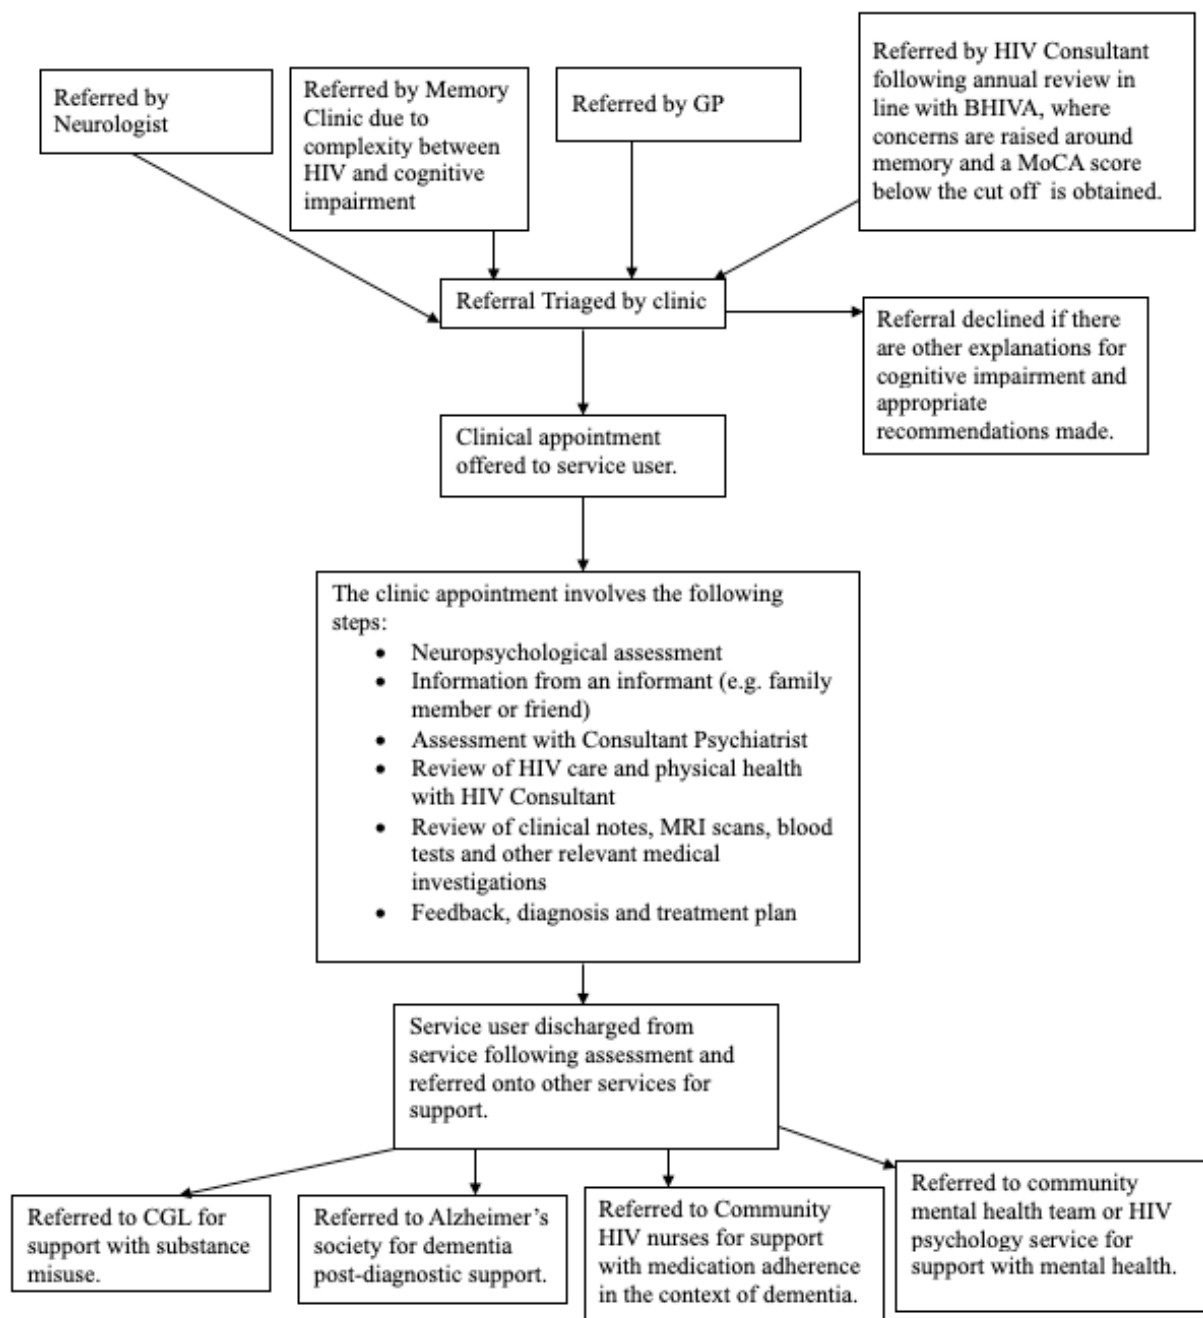 Referred by
Neurologist
Referred by Memory
Clinic due to
complexity between
HIV and cognitive
impairment
Referred by GP
Referred by HIV Consultant
following annual review in
line with BHIVA, where
concerns are raised around
memory and a MoCA score
below the cut off is obtained.
Referral Triaged by clinic
Referral declined if there
are other explanations for
cognitive impairment and
appropriate
recommendations made.
Clinical appointment
offered to service user.
The clinic appointment involves the following
steps:
• Neuropsychological assessment
• Information from an informant (e.g. family
member or friend)
• Assessment with Consultant Psychiatrist
• Review of HIV care and physical health
with HIV Consultant
• Review of clinical notes, MRI scans, blood
tests and other relevant medical
investigations
• Feedback, diagnosis and treatment plan
Service user discharged from
service following assessment and
referred onto other services for
support.
Referred to CGL for
support with substance
misuse.
Referred to Alzheimer's
society for dementia
post-diagnostic support.
Referred to Community
HIV nurses for support
with medication adherence
in the context of dementia.
Referred to community
mental health team or HIV
psychology service for
support with mental health.